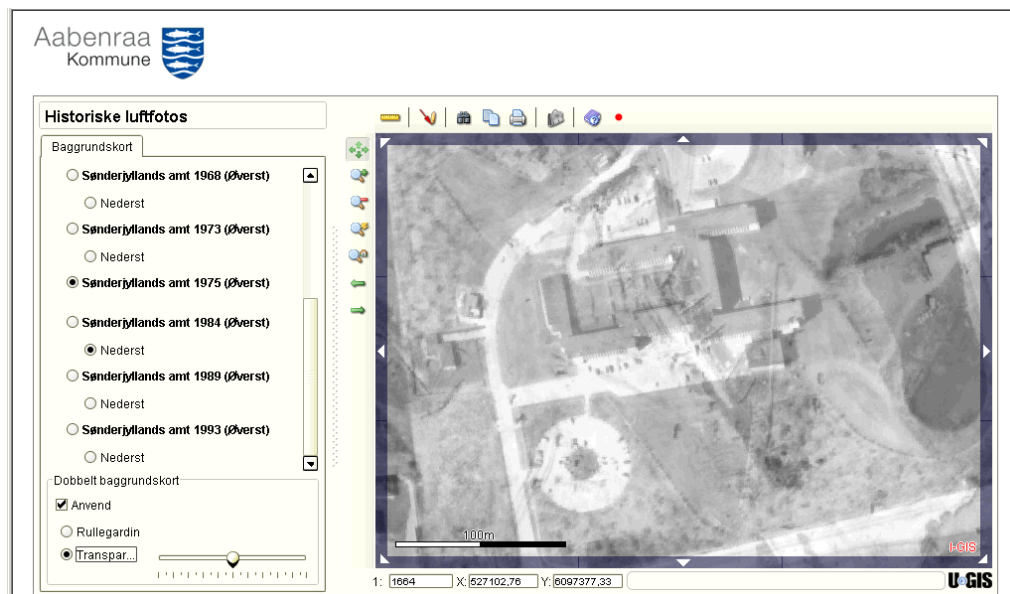 Aabenraa
Kommune
Historiske luftfotos
Baggrundskort
Sønderjyllands amt 1968 (Øverst)
Nederst
Sønderjyllands amt 1973 (Øverst)
Nederst
Sønderjyllands amt 1975 (Øverst)
Sønderjyllands amt 1984 (Øverst)
Nederst
Sønderjyllands amt 1989 (Øverst)
Nederst
Sønderjyllands amt 1993 (Øverst)
Nederst
Dobbelt baggrundskort
Anvend
Rullegardin
Transpar...
100m
I-GIS
1: 1664 X: 527102,76 Y: 6097377,33
UGIS